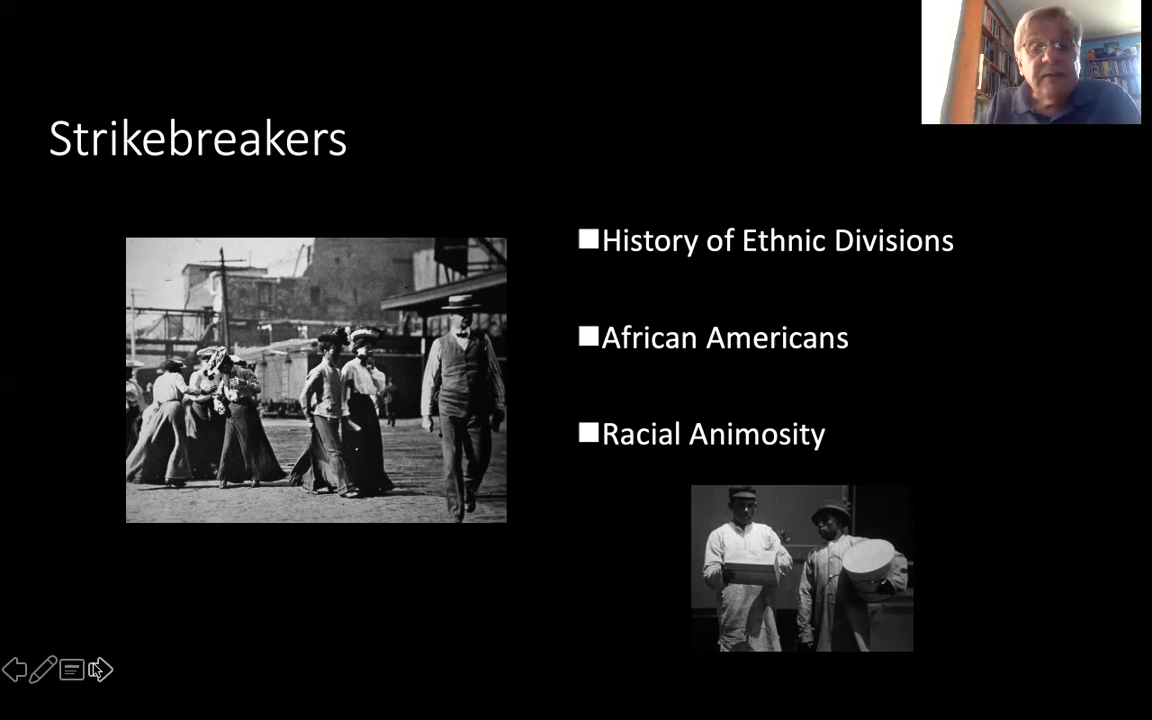 Strikebreakers
History of Ethnic Divisions
African Americans
Racial Animosity